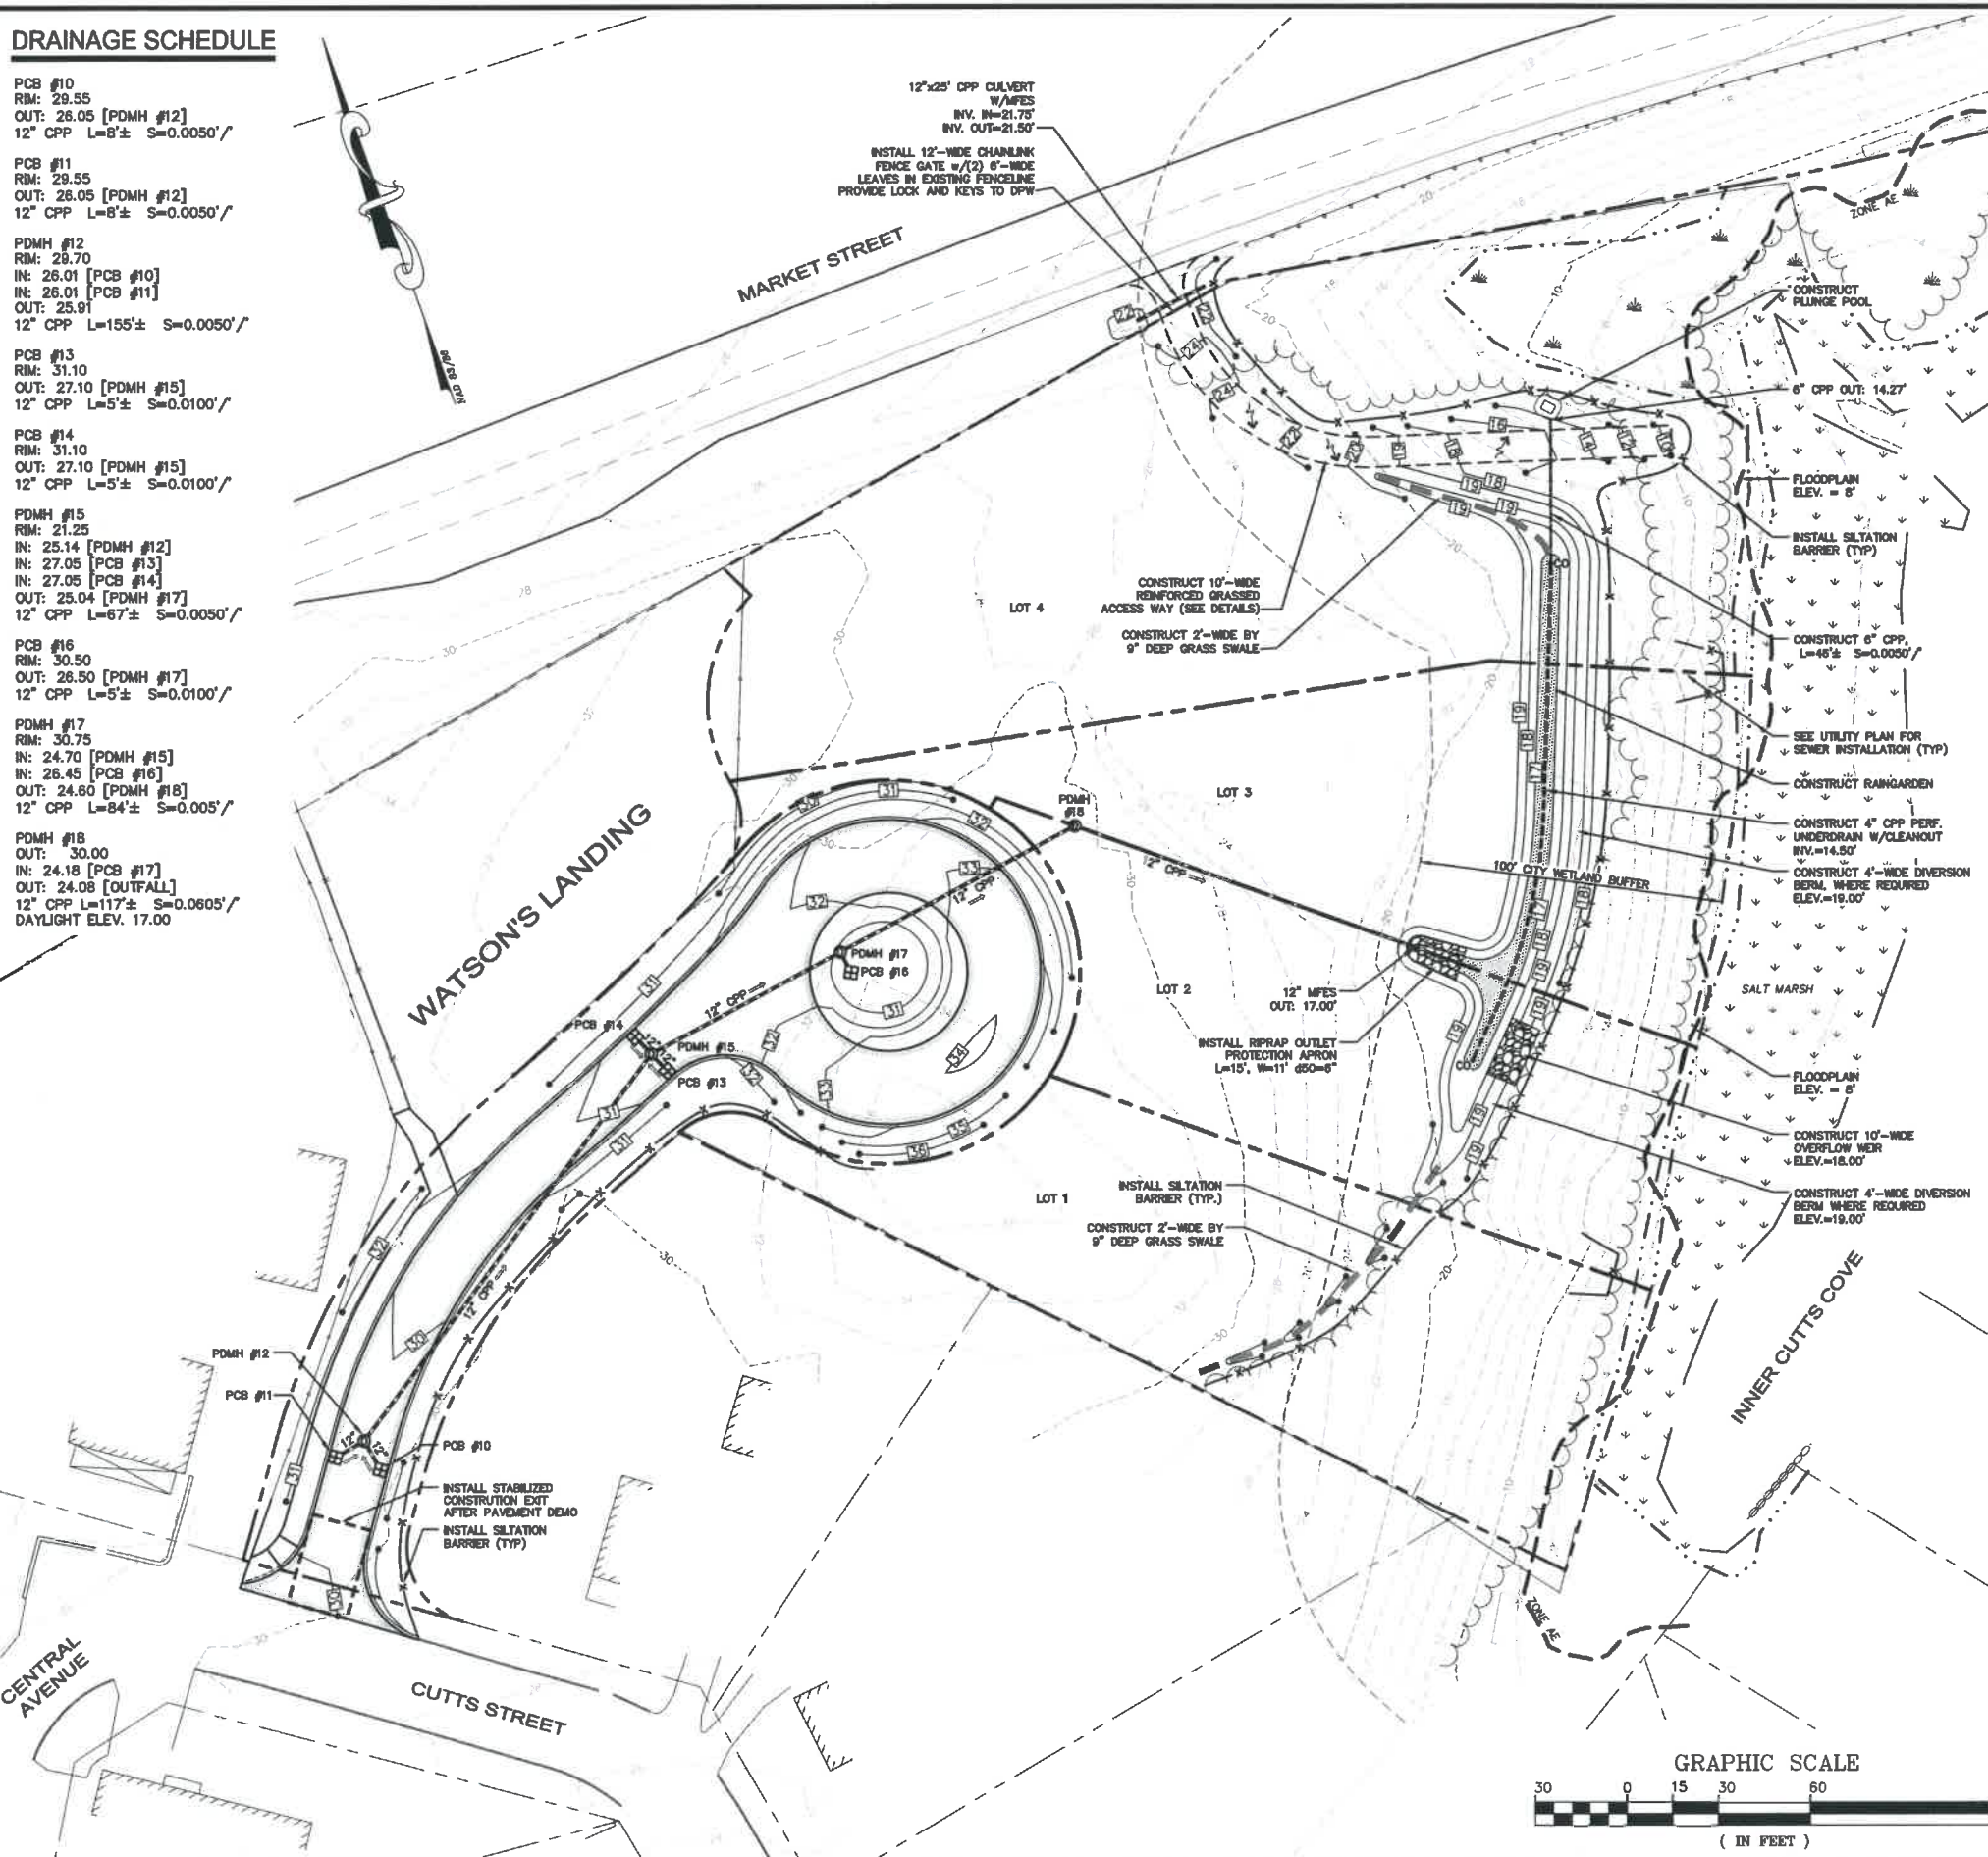 DRAINAGE SCHEDULE
PCB #10
RIM: 29.55
OUT: 26.05 [PDMH #12]
12" CPP L=8'± S=0.0050'/'
PCB #11
RIM: 29.55
OUT: 26.05 [PDMH #12]
12" CPP L=8'± S=0.0050'/'
PDMH #12
RIM: 29.70
IN: 26.01 [PCB #10]
IN: 26.01 [PCB #11]
OUT: 25.91
12" CPP L=155'± S=0.0050'/'
PCB #13
RIM: 31.10
OUT: 27.10 [PDMH #15]
12" CPP L=5'± S=0.0100'/'
PCB #14
RIM: 31.10
OUT: 27.10 [PDMH #15]
12" CPP L=5'± S=0.0100'/'
PDMH #15
RIM: 21.25
IN: 25.14 [PDMH #12]
IN: 27.05 [PCB #13]
IN: 27.05 [PCB #14]
OUT: 25.04 [PDMH #17]
12" CPP L=67'± S=0.0050'/'
PCB #16
RIM: 30.50
OUT: 26.50 [PDMH #17]
12" CPP L=5'± S=0.0100'/'
PDMH #17
RIM: 30.75
IN: 24.70 [PDMH #15]
IN: 26.45 [PCB #16]
OUT: 24.60 [PDMH #18]
12" CPP L=84'± S=0.005'/'
PDMH #18
OUT: 30.00
IN: 24.18 [PCB #17]
OUT: 24.08 [OUTFALL]
12" CPP L=117'± S=0.0605'/'
DAYLIGHT ELEV. 17.00
NAD 83/86
12"x25' CPP CULVERT
W/MFES
INV. IN=21.75'
INV. OUT=21.50'
INSTALL 12'-WIDE CHAINLINK
FENCE GATE w/(2) 6'-WIDE
LEAVES IN EXISTING FENCELINE
PROVIDE LOCK AND KEYS TO DPW
MARKET STREET
ZONE AE
CONSTRUCT
PLUNGE POOL
6" CPP OUT: 14.27'
FLOODPLAIN
ELEV. = 8'
INSTALL SILTATION
BARRIER (TYP)
CONSTRUCT 10'-WIDE
REINFORCED GRASSED
ACCESS WAY (SEE DETAILS)
CONSTRUCT 2'-WIDE BY
9" DEEP GRASS SWALE
LOT 4
CONSTRUCT 6" CPP,
L=46'± S=0.0050'/'
SEE UTILITY PLAN FOR
SEWER INSTALLATION (TYP)
CONSTRUCT RAINGARDEN
CONSTRUCT 4" CPP PERF.
UNDERDRAIN W/CLEANOUT
INV.=14.50'
CONSTRUCT 4'-WIDE DIVERSION
BERM, WHERE REQUIRED
ELEV.=19.00'
100' CITY WETLAND BUFFER
LOT 3
PDMH
#18
12" CPP
12" CPP
WATSON'S LANDING
PDMH #17
PCB #16
12" CPP
PCB #14
12"
12"
PDMH #15
PCB #13
LOT 2
12" MFES
OUT: 17.00'
INSTALL RIPRAP OUTLET
PROTECTION APRON
L=15', W=11' d50=6"
CO
CO
SALT MARSH
FLOODPLAIN
ELEV. = 8'
CONSTRUCT 10'-WIDE
OVERFLOW WEIR
ELEV.=18.00'
CONSTRUCT 4'-WIDE DIVERSION
BERM WHERE REQUIRED
ELEV.=19.00'
LOT 1
INSTALL SILTATION
BARRIER (TYP.)
CONSTRUCT 2'-WIDE BY
9" DEEP GRASS SWALE
12" CPP
PDMH #12
PCB #11
12"
12"
PCB #10
INSTALL STABILIZED
CONSTRUTION EXIT
AFTER PAVEMENT DEMO
INSTALL SILTATION
BARRIER (TYP)
INNER CUTTS COVE
ZONE AE
CENTRAL
AVENUE
CUTTS STREET
GRAPHIC SCALE
30 0 15 30 60
( IN FEET )